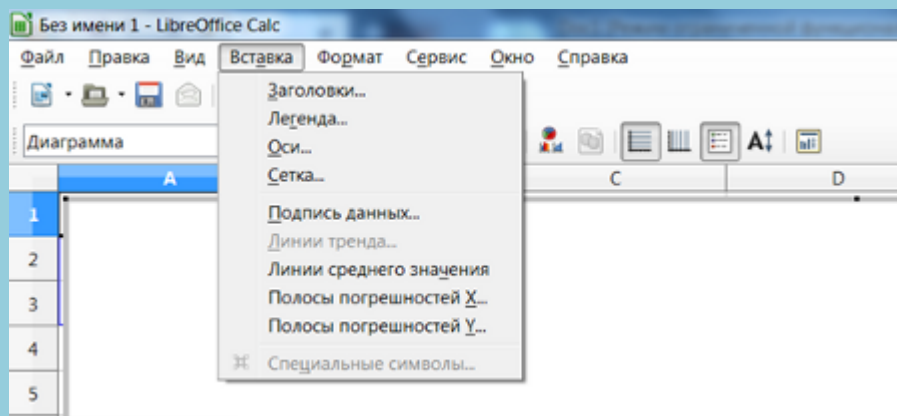 Без имени 1 - LibreOffice Calc
Файл Правка Вид Вставка Формат Сервис Окно Справка
Заголовки...
Легенда...
Диаграмма
Оси...
Сетка...
A C D
1
Подпись данных...
Линии тренда...
2
Линии среднего значения
3
Полосы погрешностей X...
Полосы погрешностей Y...
4
Специальные символы...
5